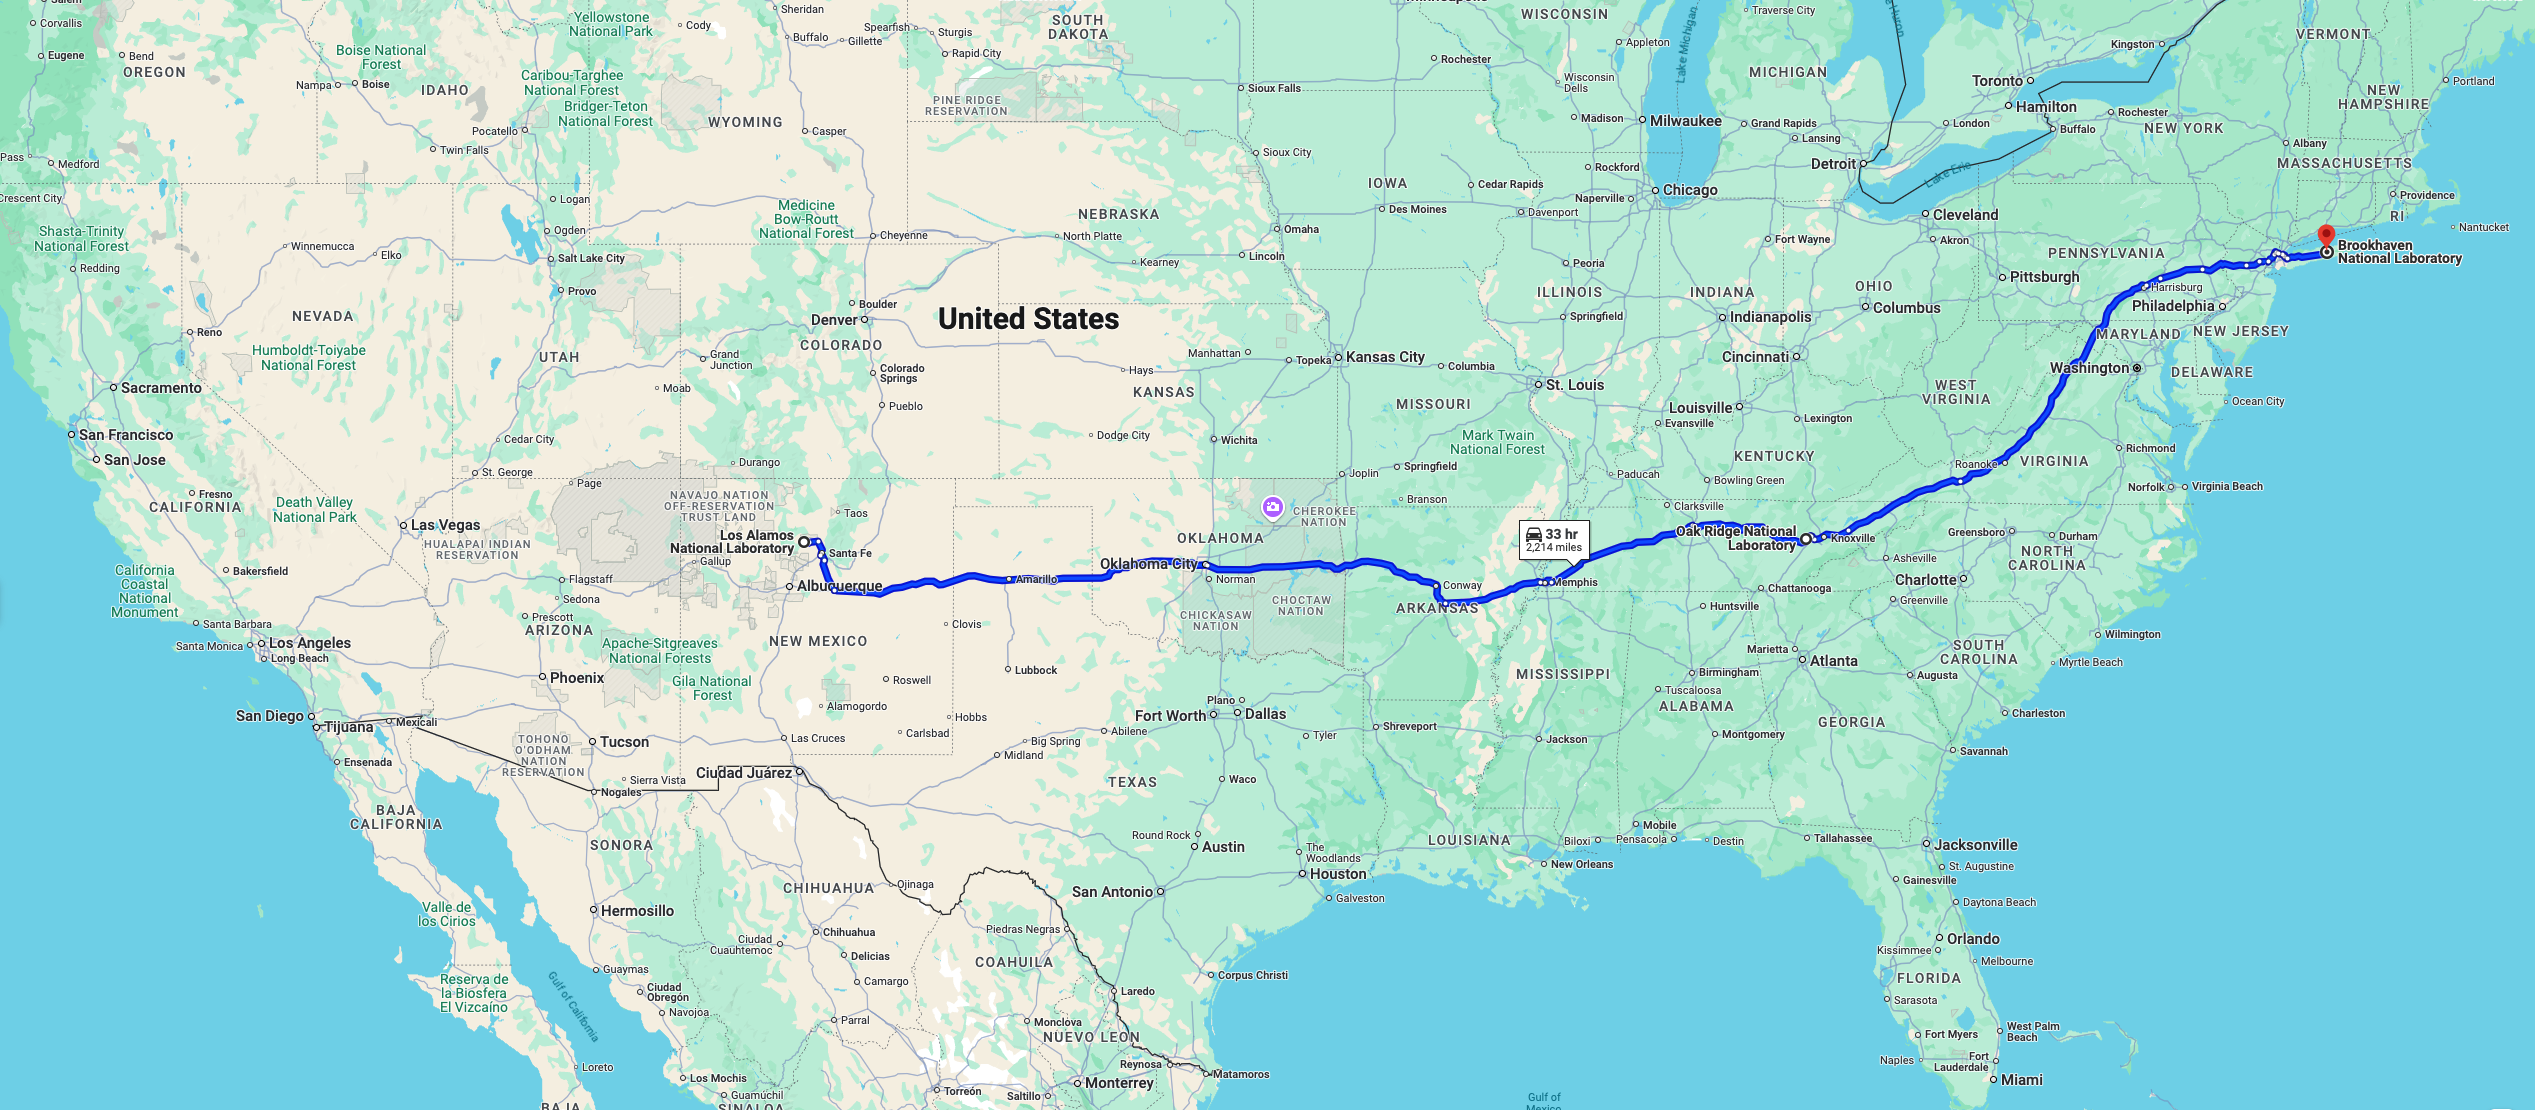 Salem
Corvallis
Eugene
Bend
OREGON
Pass
Medford
Crescent City
Shasta-Trinity
National Forest
Redding
Boise National
Forest
Nampa
Boise
IDAHO
Twin Falls
Pocatello
Caribou-Targhee
National Forest
Bridger-Teton
National Forest
Yellowstone
National Park
Cody
Sheridan
Buffalo
Gillette
Spearfish
Sturgis
Rapid City
SOUTH
DAKOTA
PINE RIDGE
RESERVATION
WYOMING
Casper
Sioux Falls
Sioux City
Minneapolis
Rochester
WISCONSIN
Appleton
Wisconsin
Dells
Madison
Milwaukee
Lake Michigan
Traverse City
MICHIGAN
Grand Rapids
Lansing
Detroit
Toronto
Hamilton
London
Kingston
Buffalo
Rochester
NEW YORK
VERMONT
Portland
NEW
HAMPSHIRE
Albany
MASSACHUSETTS
Providence
RI
Nantucket
Lake Erie
Winnemucca
Elko
Logan
Ogden
Salt Lake City
Provo
Medicine
Bow-Routt
National Forest
Cheyenne
NEBRASKA
North Platte
Kearney
Lincoln
Omaha
IOWA
Des Moines
Cedar Rapids
Davenport
Rockford
Naperville
Chicago
Fort Wayne
Cleveland
Akron
PENNSYLVANIA
Pittsburgh
Harrisburg
Philadelphia
Brookhaven
National Laboratory
NEVADA
Reno
Humboldt-Toiyabe
National Forest
UTAH
Boulder
Denver
COLORADO
Grand
Junction
Moab
Colorado
Springs
Pueblo
United States
Manhattan
Topeka
Kansas City
Hays
KANSAS
Columbia
St. Louis
MISSOURI
Peoria
ILLINOIS
Springfield
INDIANA
Indianapolis
OHIO
Columbus
Cincinnati
MARYLAND
NEW JERSEY
Washington
DELAWARE
Ocean City
WEST
VIRGINIA
Sacramento
San Francisco
San Jose
Fresno
CALIFORNIA
Cedar City
St. George
Page
Durango
Dodge City
Wichita
Joplin
Springfield
Branson
Mark Twain
National Forest
Louisville
Evansville
Lexington
KENTUCKY
Paducah
Bowling Green
Clarksville
Roanoke
VIRGINIA
Richmond
Norfolk
Virginia Beach
Death Valley
National Park
Las Vegas
HUALAPAI INDIAN
RESERVATION
NAVAJO NATION
OFF-RESERVATION
TRUST LAND
Taos
Los Alamos
National Laboratory
Santa Fe
Gallup
Albuquerque
CHEROKEE
NATION
OKLAHOMA
Oklahoma City
Amarillo
Norman
CHICKASAW
NATION
CHOCTAW
NATION
Conway
ARKANSAS
33 hr
2,214 miles
Memphis
Oak Ridge National
Laboratory
Knoxville
Asheville
Greensboro
Durham
NORTH
CAROLINA
Charlotte
Chattanooga
Greenville
Huntsville
Bakersfield
California
Coastal
National
Monument
Santa Barbara
Santa Monica
Los Angeles
Long Beach
Flagstaff
Sedona
Prescott
ARIZONA
Apache-Sitgreaves
National Forests
Gila National
Forest
NEW MEXICO
Clovis
Roswell
Lubbock
Alamogordo
Hobbs
Carlsbad
Las Cruces
Phoenix
San Diego
Tijuana
Mexicali
Ensenada
TOHONO
O'ODHAM
NATION
RESERVATION
Tucson
Sierra Vista
Nogales
Ciudad Juárez
Big Spring
Midland
Abilene
TEXAS
Plano
Fort Worth
Dallas
Tyler
Shreveport
Waco
MISSISSIPPI
Jackson
Marietta
Atlanta
Birmingham
Tuscaloosa
ALABAMA
Montgomery
GEORGIA
SOUTH
CAROLINA
Augusta
Wilmington
Myrtle Beach
Charleston
Savannah
BAJA
CALIFORNIA
SONORA
Hermosillo
Valle de
los Cirios
Guaymas
Reserva de
la Biosfera
El Vizcaíno
Gulf of California
Ciudad
Obregón
Navojoa
Loreto
Los Mochis
Guamúchil
SINALOA
BAJA
CHIHUAHUA
Ojinaga
Ciudad
Cuauhtemoc
Chihuahua
Delicias
Camargo
Parral
Torreón
Piedras Negras
COAHUILA
Monclova
NUEVO LEON
Laredo
Reynosa
Matamoros
Monterrey
Saltillo
Round Rock
Austin
San Antonio
The
Woodlands
Houston
Galveston
Corpus Christi
LOUISIANA
New Orleans
Biloxi
Mobile
Pensacola
Destin
Tallahassee
Jacksonville
St. Augustine
Gainesville
Daytona Beach
Orlando
Kissimmee
Melbourne
FLORIDA
Sarasota
Fort Myers
West Palm
Beach
Naples
Fort
Lauderdale
Miami
Gulf of
Mexico